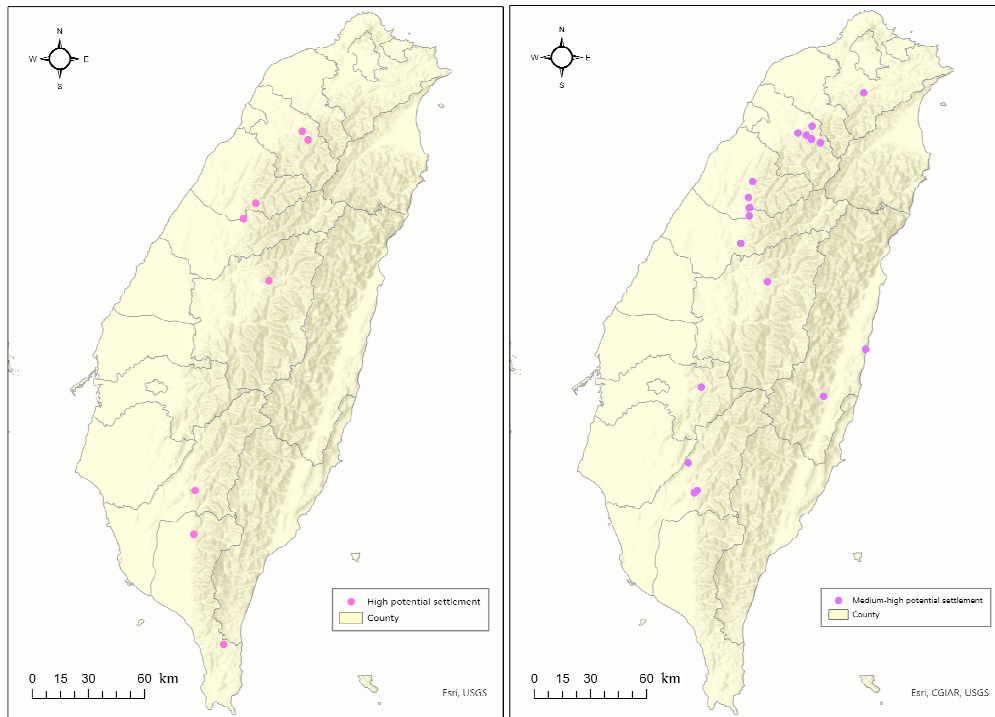 N
W E
S
High potential settlement
County
0 15 30 60 km
Esri, USGS
N
W E
S
Medium-high potential settlement
County
0 15 30 60 km
Esri, CGIAR, USGS